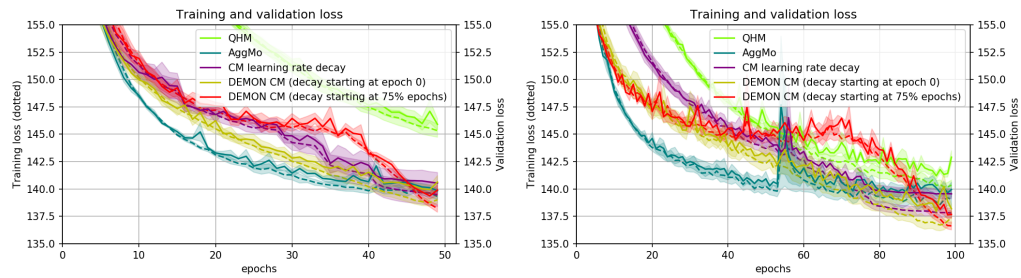 Training and validation loss
155.0
152.5
150.0
147.5
145.0
142.5
140.0
137.5
135.0
Training loss (dotted)
QHM
AggMo
CM learning rate decay
DEMON CM (decay starting at epoch 0)
DEMON CM (decay starting at 75% epochs)
155.0
152.5
150.0
147.5
145.0
142.5
140.0
137.5
135.0
Validation loss
0 10 20 30 40 50
epochs
Training and validation loss
155.0
152.5
150.0
147.5
145.0
142.5
140.0
137.5
135.0
Training loss (dotted)
QHM
AggMo
CM learning rate decay
DEMON CM (decay starting at epoch 0)
DEMON CM (decay starting at 75% epochs)
155.0
152.5
150.0
147.5
145.0
142.5
140.0
137.5
135.0
Validation loss
0 20 40 60 80 100
epochs